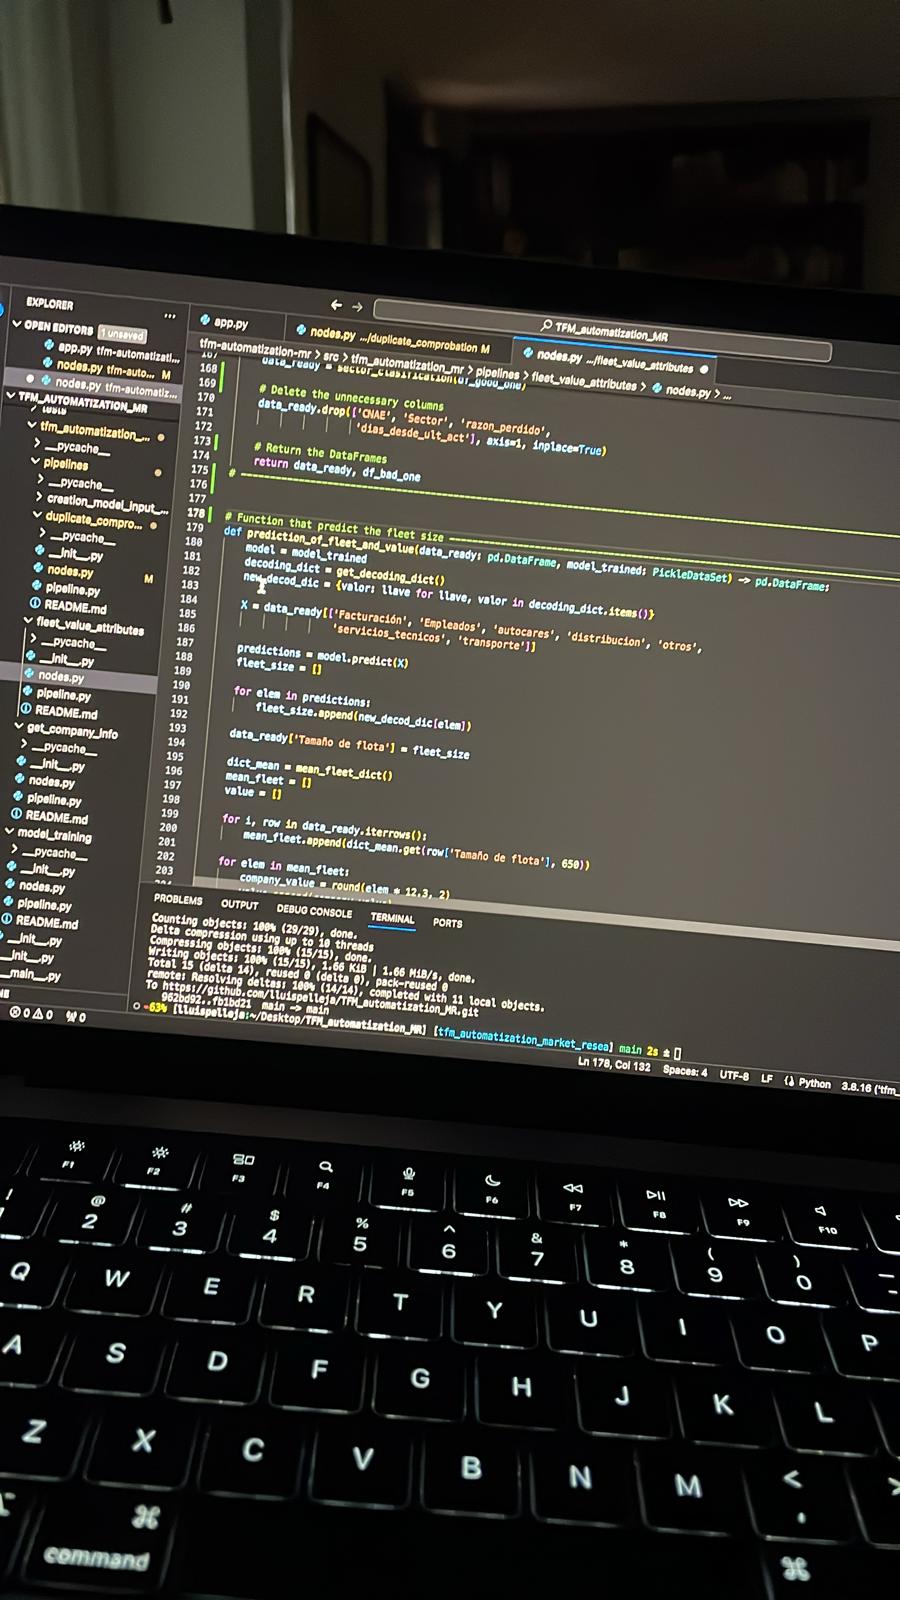 TFM_automatization_MR
EXPLORER
...
OPEN EDITORS 1 unsaved
app.py tfm-automatizati...
nodes.py tfm-auto... M
nodes.py tfm-automatiz...
TFM_AUTOMATIZATION_MR
tests
tfm_automatization_...
__pycache__
pipelines
__pycache__
creation_model_input_...
duplicate_compro...
__pycache__
__init__.py
nodes.py M
pipeline.py
README.md
fleet_value_attributes
__pycache__
__init__.py
nodes.py
pipeline.py
README.md
get_company_info
__pycache__
__init__.py
nodes.py
pipeline.py
README.md
model_training
__pycache__
__init__.py
nodes.py
pipeline.py
README.md
__init__.py
__init__.py
__main__.py
app.py
nodes.py .../duplicate_comprobation M
nodes.py .../fleet_value_attributes
tfm-automatization-mr > src > tfm_automatization_mr > pipelines > fleet_value_attributes > nodes.py > ...
167
168 data_ready = sector_clasification(df_good_one)
169
170 # Delete the unnecessary columns
171 data_ready.drop(['CNAE', 'Sector', 'razon_perdido',
172 'dias_desde_ult_act'], axis=1, inplace=True)
173
174 # Return the DataFrames
175 return data_ready, df_bad_one
176 #
177
178 # Function that predict the fleet size
179 def prediction_of_fleet_and_value(data_ready: pd.DataFrame, model_trained: PickleDataSet) -> pd.DataFrame:
180 model = model_trained
181 decoding_dict = get_decoding_dict()
182 new_decod_dic = {valor: llave for llave, valor in decoding_dict.items()}
183
184 X = data_ready[['Facturación', 'Empleados', 'autocares', 'distribucion', 'otros',
185 'servicios_tecnicos', 'transporte']]
186
187 predictions = model.predict(X)
188 fleet_size = []
189
190 for elem in predictions:
191 fleet_size.append(new_decod_dic[elem])
192
193 data_ready['Tamaño de flota'] = fleet_size
194
195 dict_mean = mean_fleet_dict()
196 mean_fleet = []
197 value = []
198
199 for i, row in data_ready.iterrows():
200 mean_fleet.append(dict_mean.get(row['Tamaño de flota'], 650))
201
202 for elem in mean_fleet:
203 company_value = round(elem * 12.3, 2)
PROBLEMS OUTPUT DEBUG CONSOLE TERMINAL PORTS
Counting objects: 100% (29/29), done.
Delta compression using up to 10 threads
Compressing objects: 100% (15/15), done.
Writing objects: 100% (15/15), 1.66 KiB | 1.66 MiB/s, done.
Total 15 (delta 14), reused 0 (delta 0), pack-reused 0
remote: Resolving deltas: 100% (14/14), completed with 11 local objects.
To https://github.com/lluispelleja/TFM_automatization_MR.git
962bd92..fb1bd21 main -> main
63% [lluispelleja:~/Desktop/TFM_automatization_MR] [tfm_automatization_market_resea] main 2s ±
0 0 0
Ln 178, Col 132 Spaces: 4 UTF-8 LF Python 3.8.16 ('tfm_
F1 F2 F3 F4 F5 F6 F7 F8 F9 F10
@ # $ % ^ & * ( )
2 3 4 5 6 7 8 9 0
Q W E R T Y U I O P
A S D F G H J K L
Z X C V B N M < ,
⌘ ⌘
command